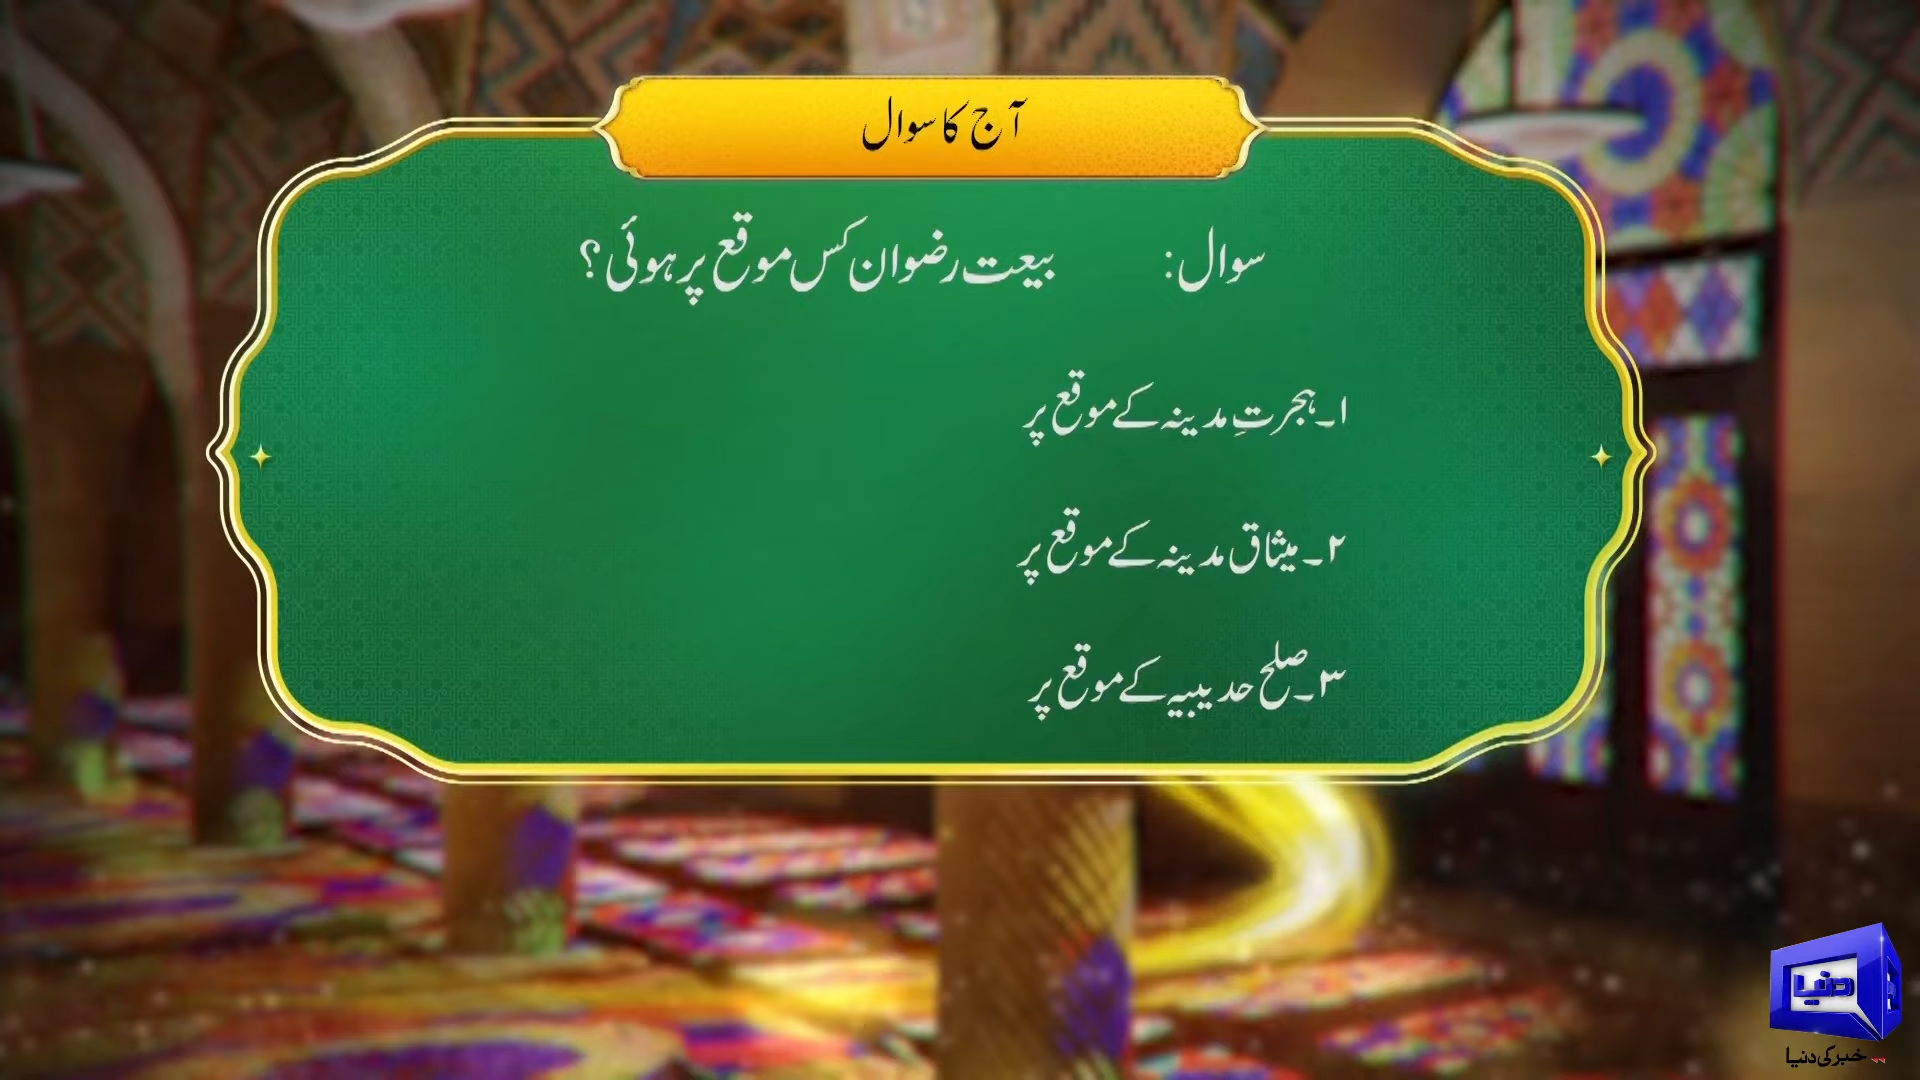 آج کا سوال
سوال: بیعت رضوان کس موقع پر ہوئی؟
۱۔ ہجرتِ مدینہ کے موقع پر
۲۔ میثاق مدینہ کے موقع پر
۳۔ صلح حدیبیہ کے موقع پر
دنیا
خبر کی دنیا